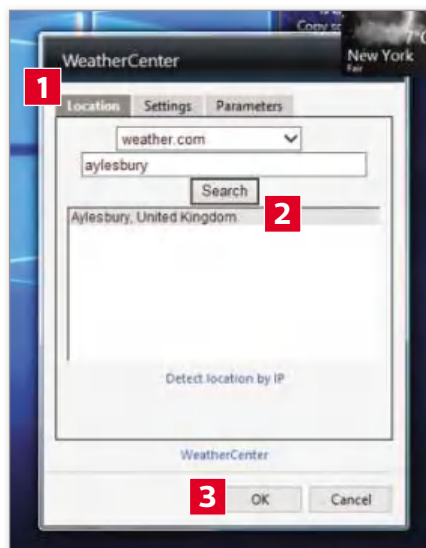 Copy sc
7°C
New York
Fair
WeatherCenter
1
Location Settings Parameters
weather.com
aylesbury
Search
2
Aylesbury, United Kingdom
Detect location by IP
WeatherCenter
3 OK Cancel